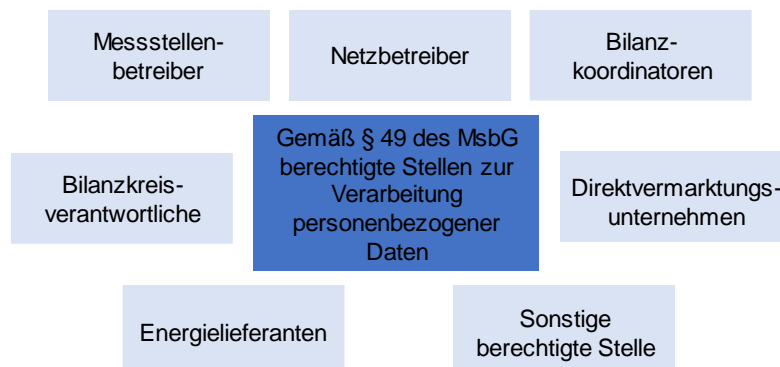 Messstellen-
betreiber
Netzbetreiber
Bilanz-
koordinatoren
Bilanzkreis-
verantwortliche
Gemäß § 49 des MsbG
berechtigte Stellen zur
Verarbeitung
personenbezogener
Daten
Direktvermarktungs-
unternehmen
Energielieferanten
Sonstige
berechtigte Stelle